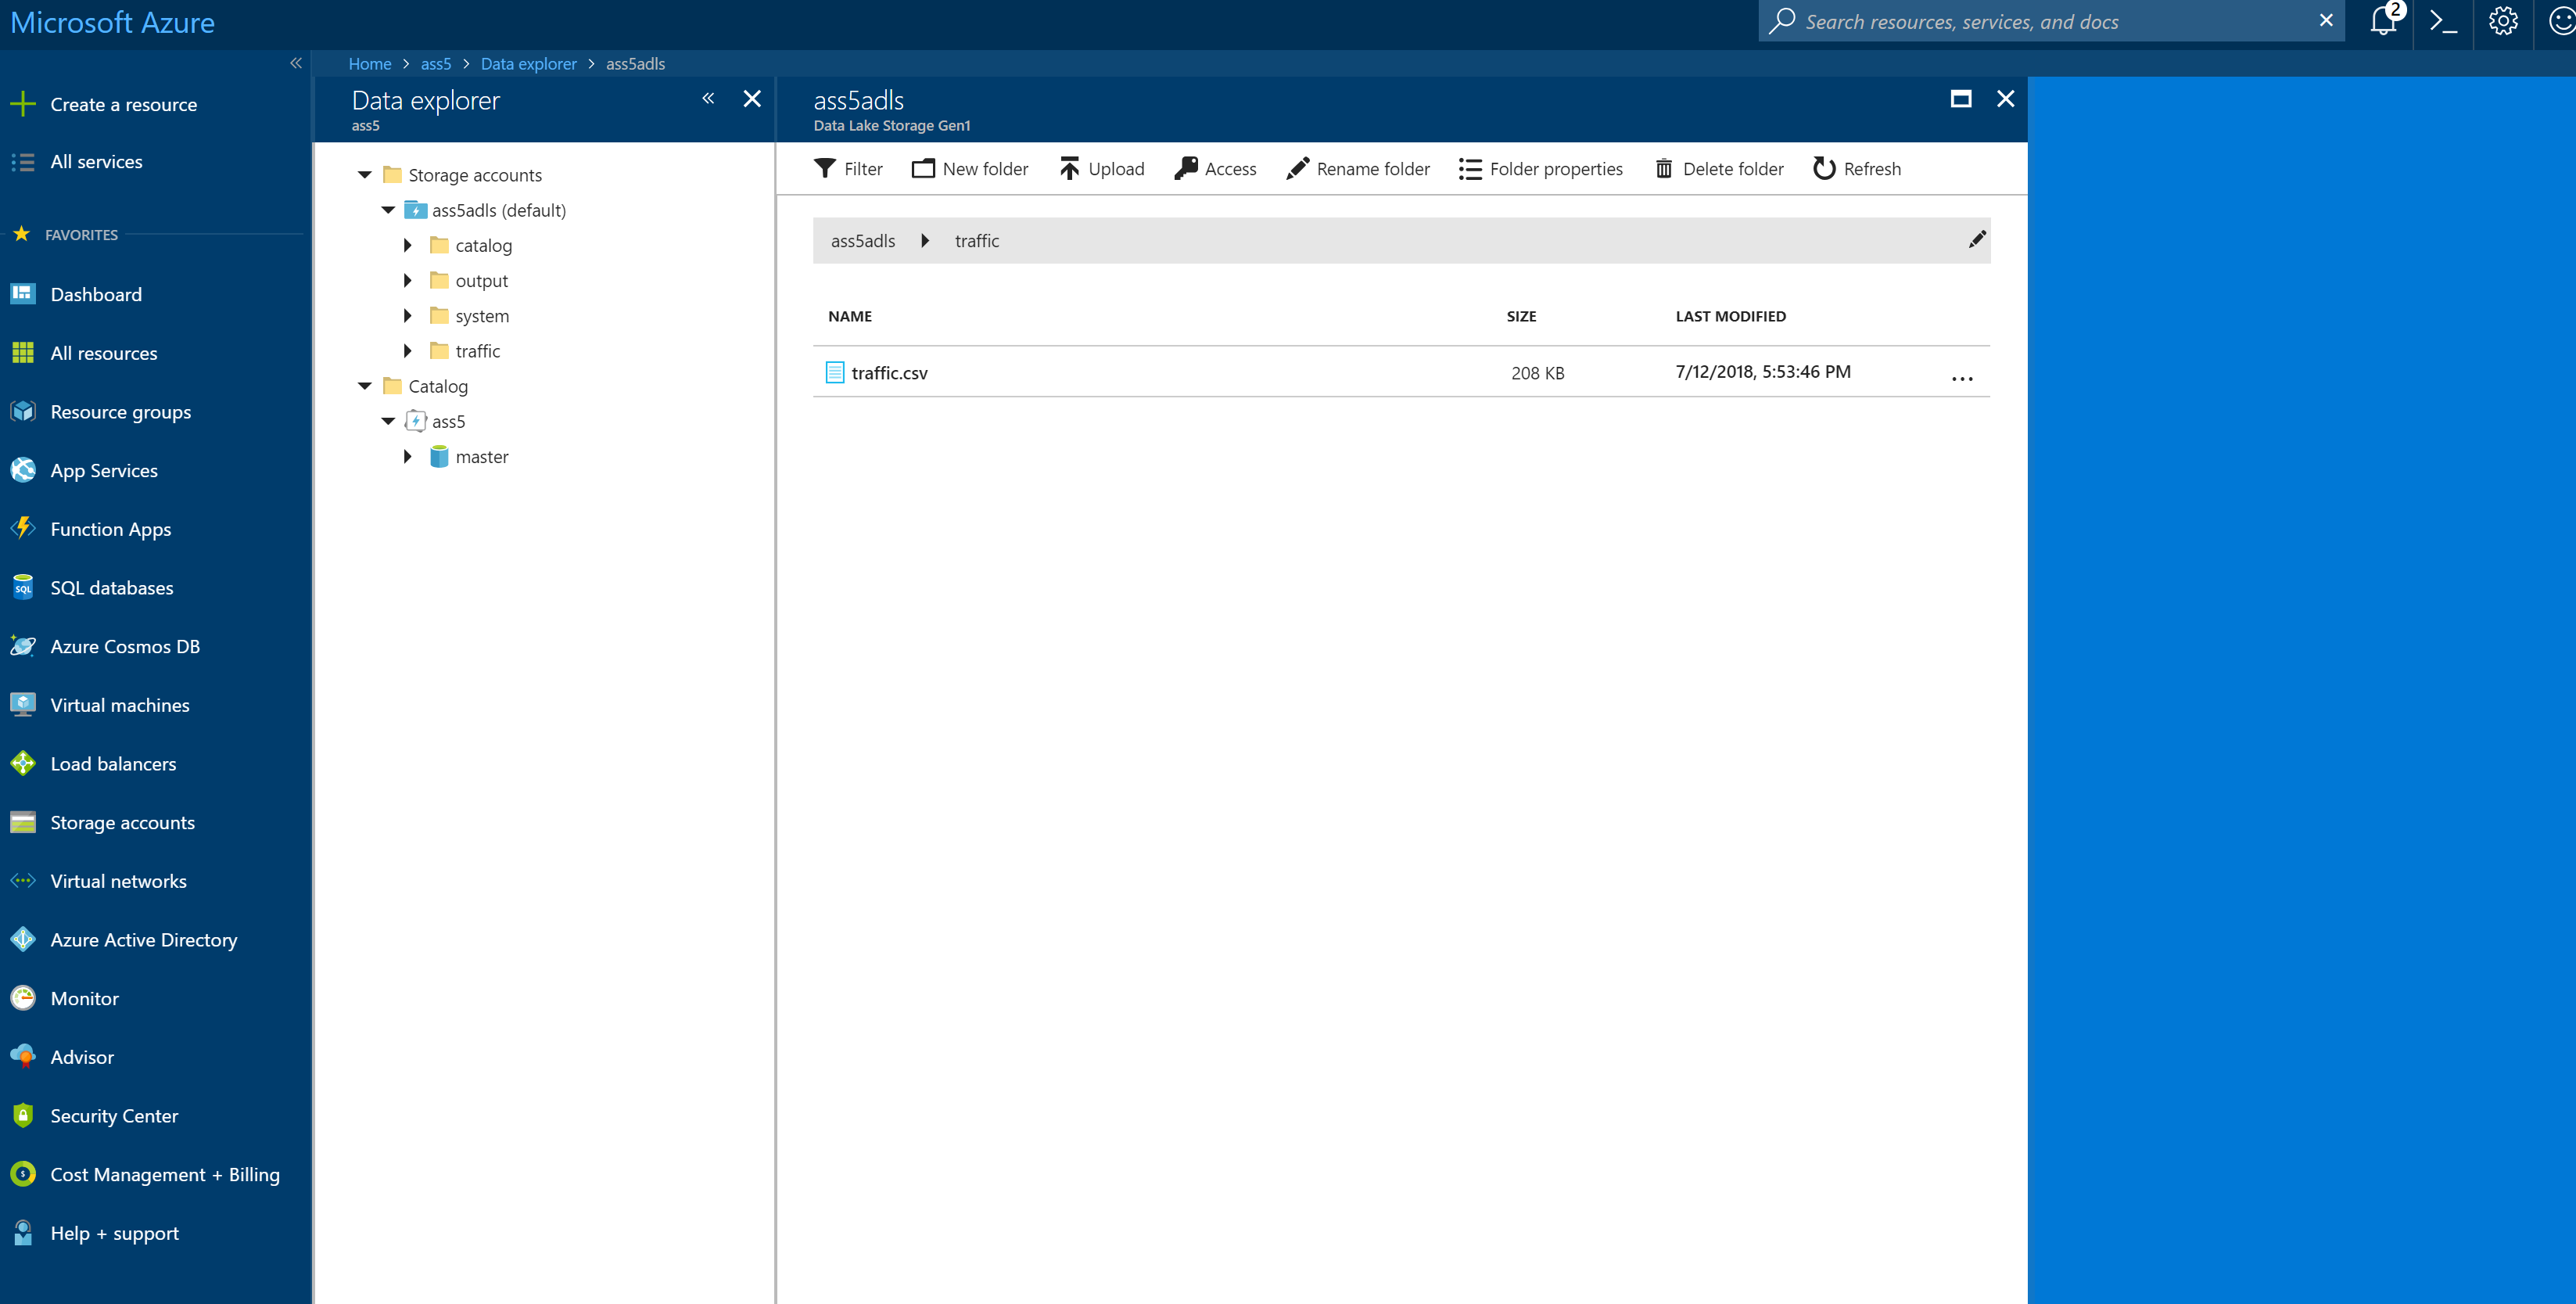 Microsoft Azure
Search resources, services, and docs
2
Home > ass5 > Data explorer > ass5adls
Create a resource
All services
FAVORITES
Dashboard
All resources
Resource groups
App Services
Function Apps
SQL databases
Azure Cosmos DB
Virtual machines
Load balancers
Storage accounts
Virtual networks
Azure Active Directory
Monitor
Advisor
Security Center
Cost Management + Billing
Help + support
Data explorer
ass5
Storage accounts
ass5adls (default)
catalog
output
system
traffic
Catalog
ass5
master
ass5adls
Data Lake Storage Gen1
Filter New folder Upload Access Rename folder Folder properties Delete folder Refresh
ass5adls traffic
NAME SIZE LAST MODIFIED
traffic.csv 208 KB 7/12/2018, 5:53:46 PM ...